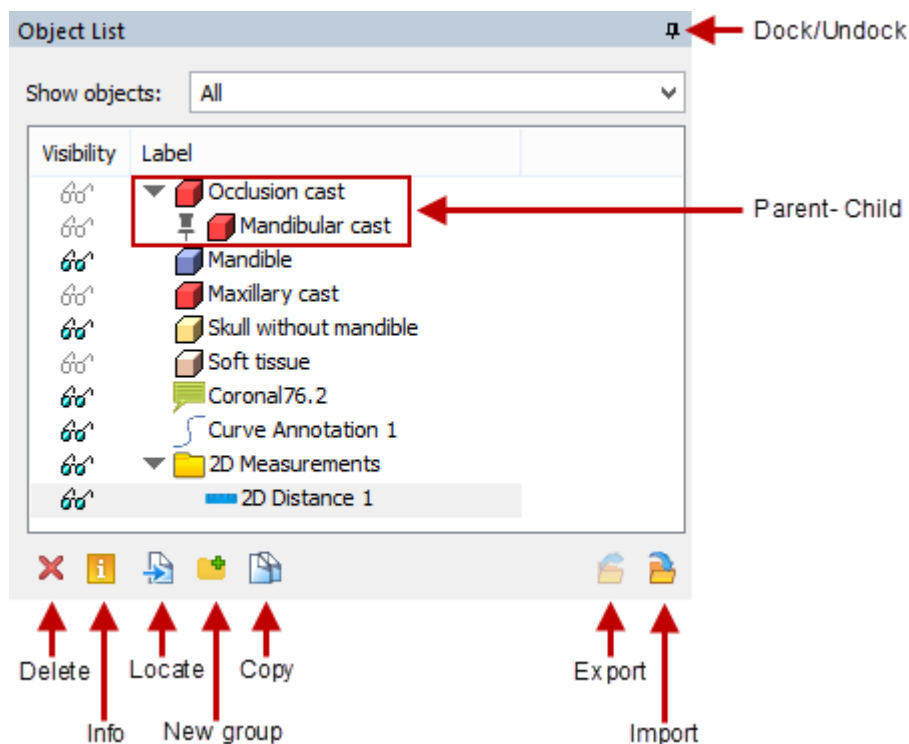 Object List
Dock/Undock
Show objects: All
Visibility Label
Occlusion cast
Mandibular cast
Parent- Child
Mandible
Maxillary cast
Skull without mandible
Soft tissue
Coronal76.2
Curve Annotation 1
2D Measurements
2D Distance 1
Delete Locate Copy Export
Info New group Import